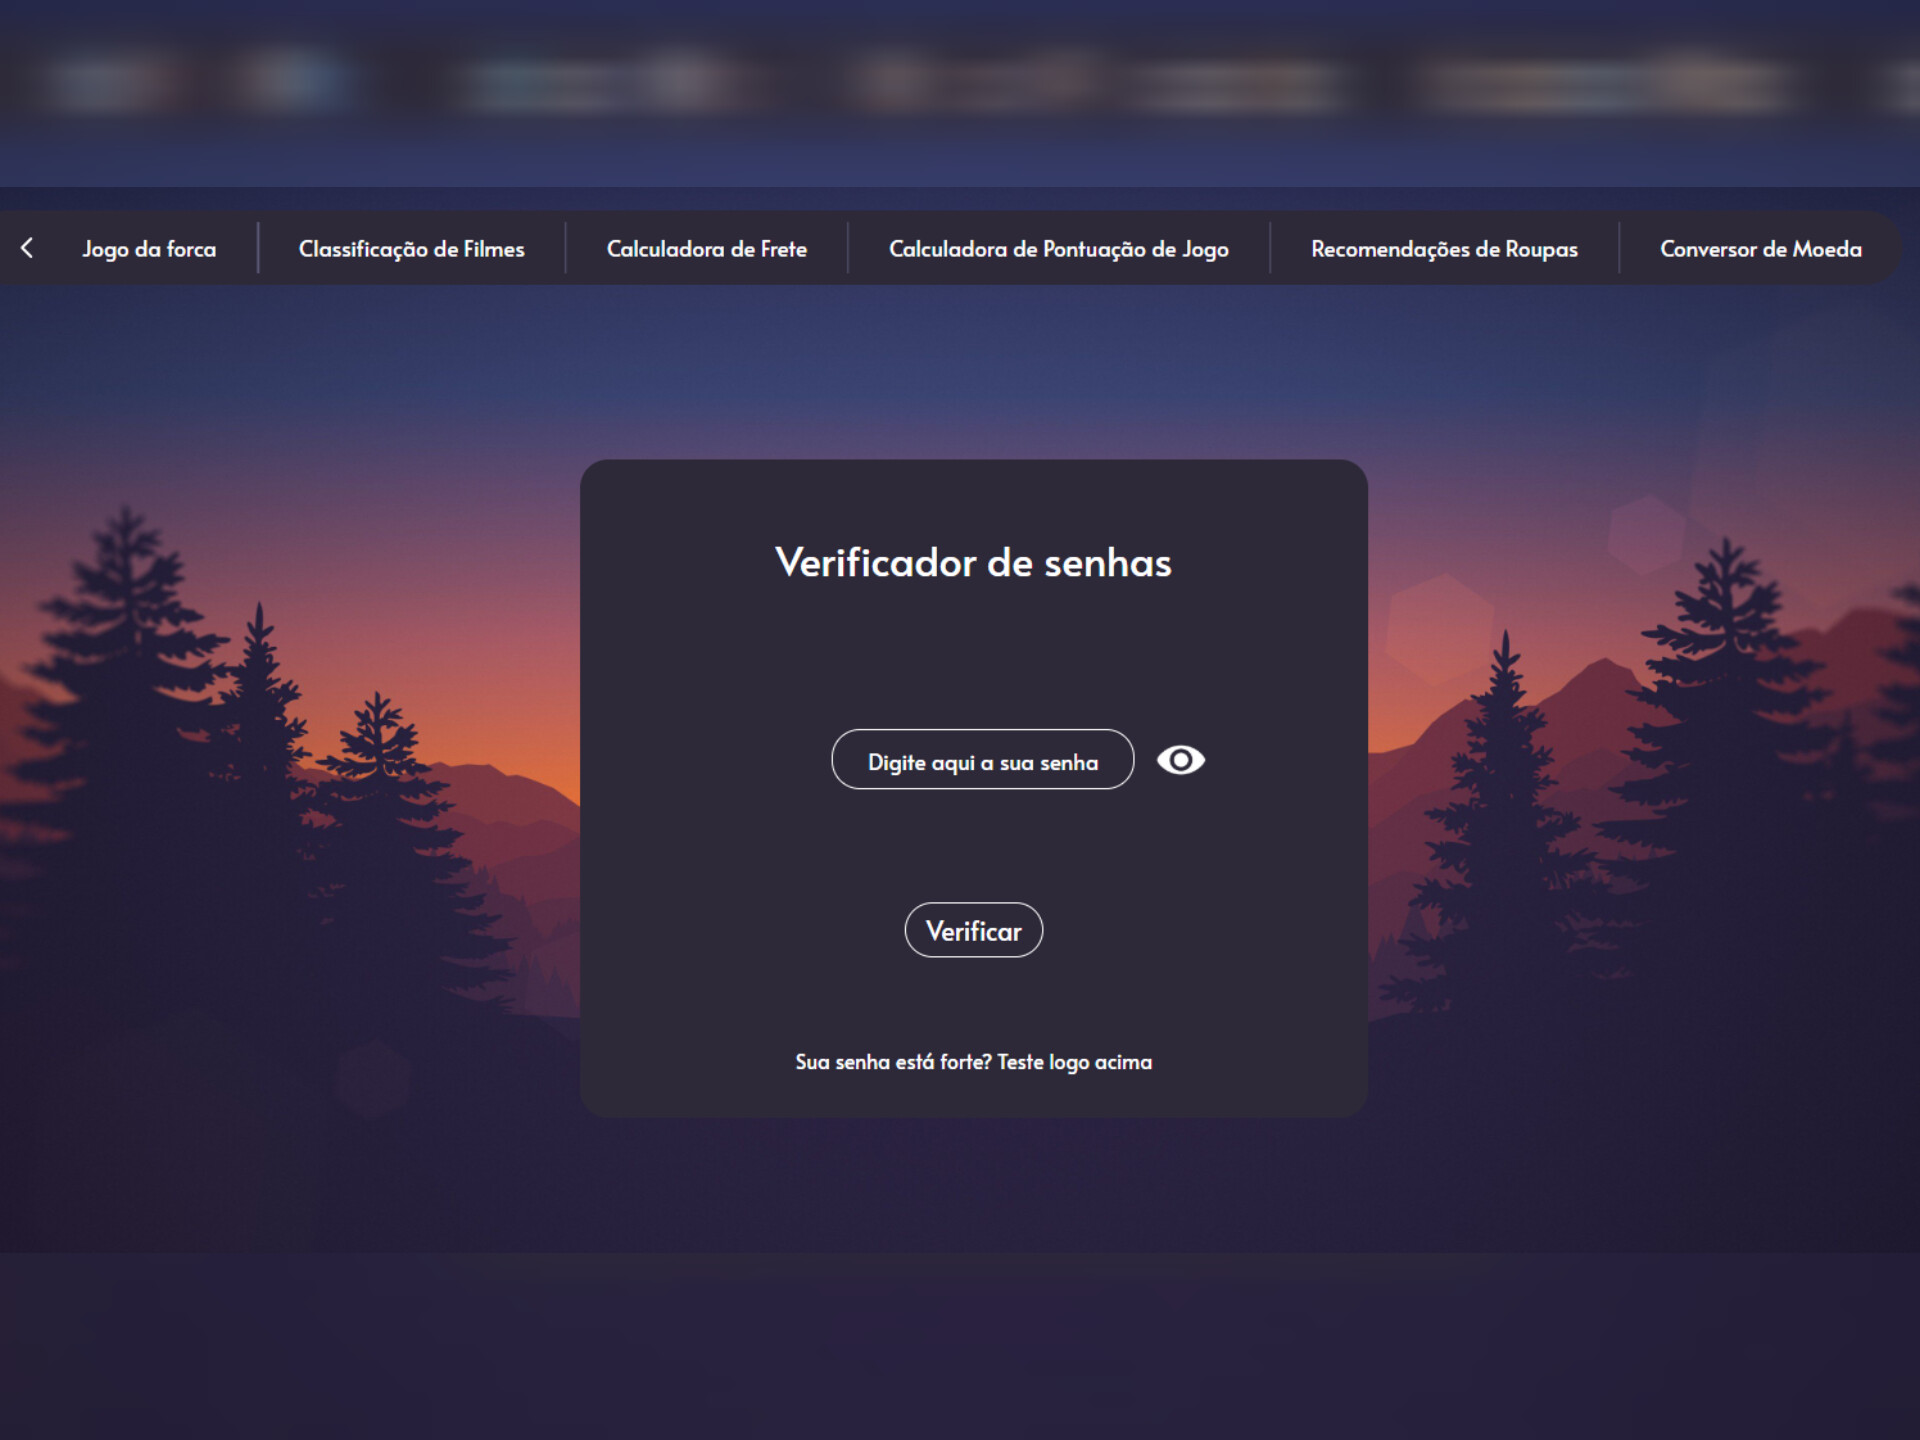 Jogo da forca
Classificação de Filmes
Calculadora de Frete
Calculadora de Pontuação de Jogo
Recomendações de Roupas
Conversor de Moeda
Verificador de senhas
Digite aqui a sua senha
Verificar
Sua senha está forte? Teste logo acima